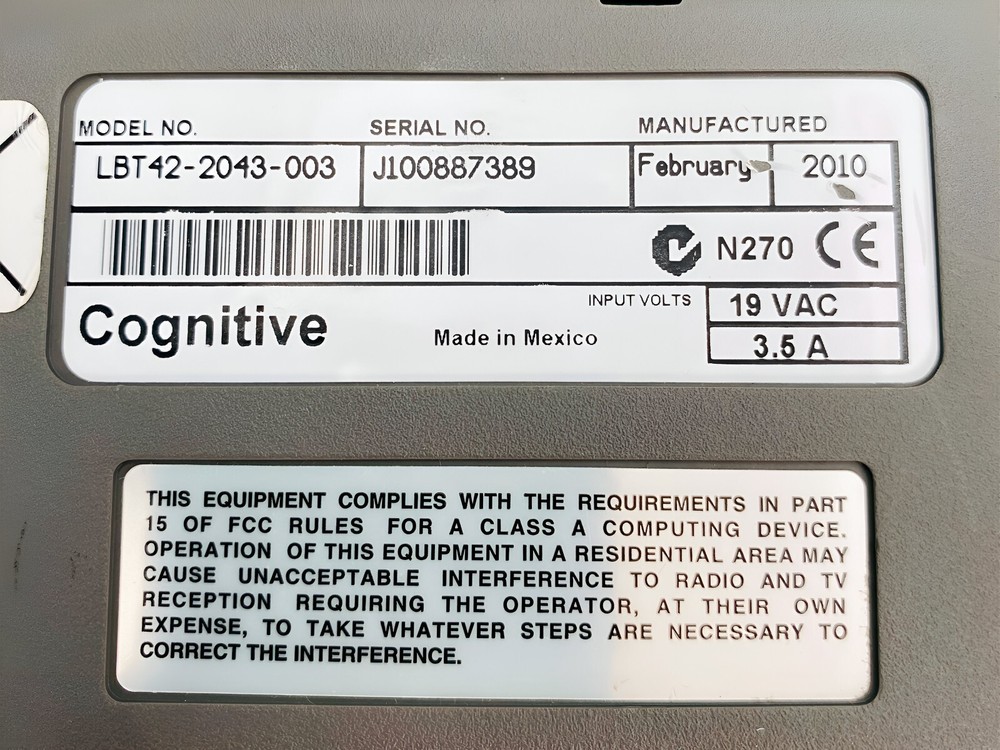 MODEL NO. SERIAL NO. MANUFACTURED
LBT42-2043-003 J100887389 February 2010
N270 CE
INPUT VOLTS 19 VAC
Cognitive Made in Mexico 3.5 A
THIS EQUIPMENT COMPLIES WITH THE REQUIREMENTS IN PART
15 OF FCC RULES FOR A CLASS A COMPUTING DEVICE.
OPERATION OF THIS EQUIPMENT IN A RESIDENTIAL AREA MAY
CAUSE UNACCEPTABLE INTERFERENCE TO RADIO AND TV
RECEPTION REQUIRING THE OPERATOR, AT THEIR OWN
EXPENSE, TO TAKE WHATEVER STEPS ARE NECESSARY TO
CORRECT THE INTERFERENCE.